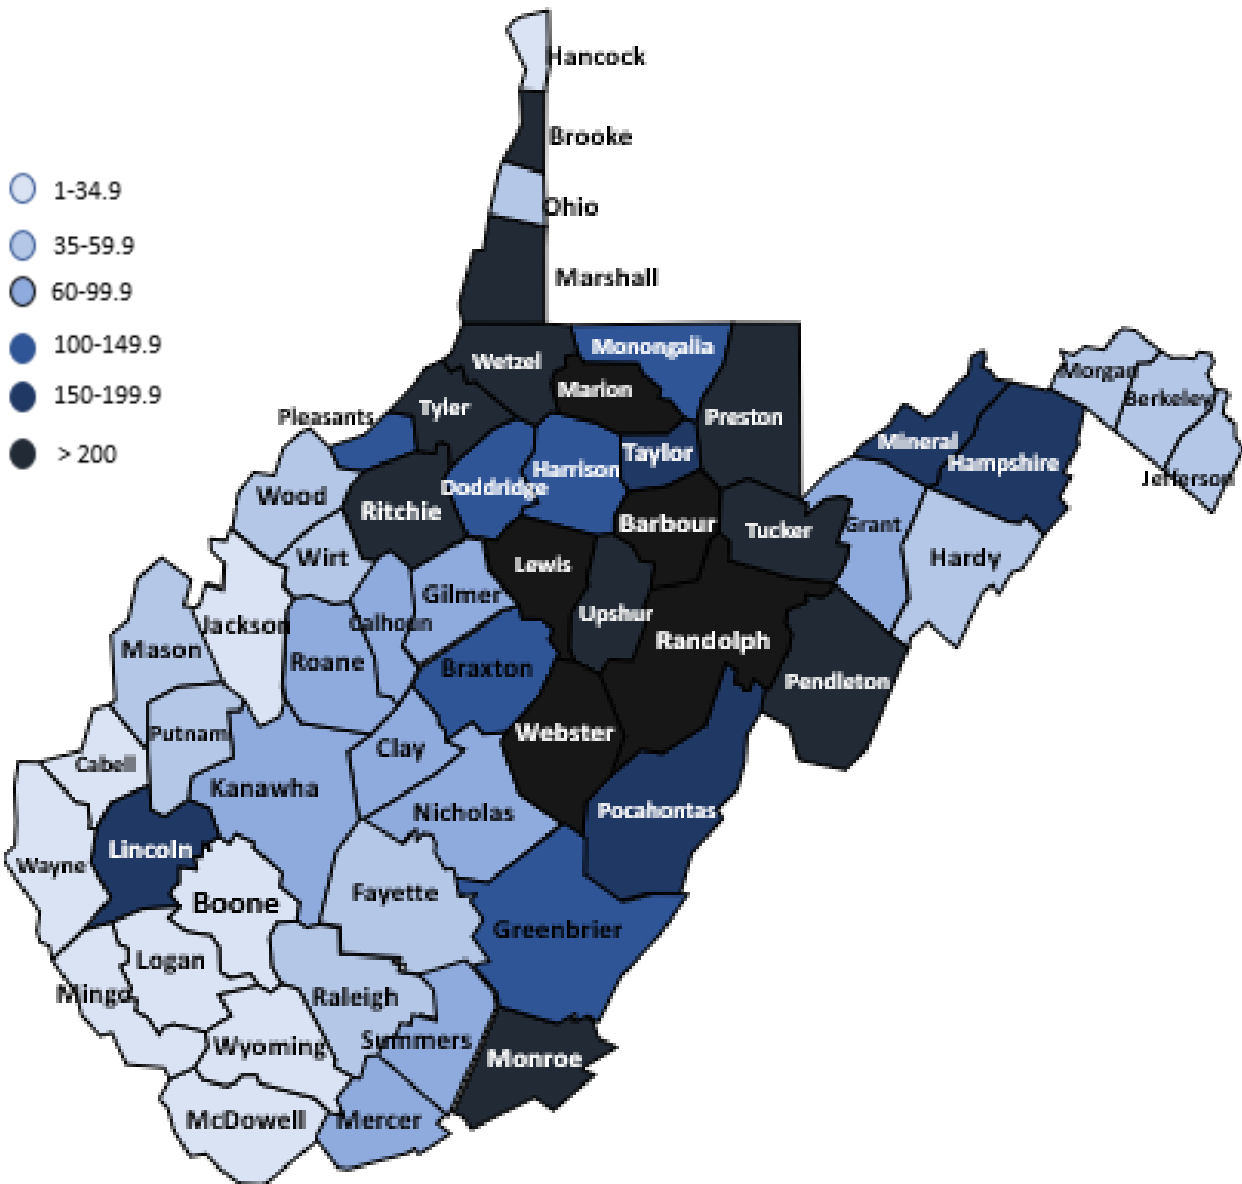 Hancock
Brooke
1-34.9
Ohio
35-59.9
Marshall
60-99.9
100-149.9
Monongalia
Wetzel
Morgan
Marion
150-199.9
Berkeley
Tyler
Pleasants
Preston
Mineral
Taylor
> 200
Hampshire
Harrison
Jefferson
Doddridge
Wood
Ritchie
Barbour
Grant
Tucker
Wirt
Hardy
Lewis
Gilmer
Upshur
Calhoun
Jackson
Randolph
Mason
Roane
Braxton
Pendleton
Webster
Putnam
Clay
Cabell
Kanawha
Nicholas
Pocahontas
Lincoln
Wayne
Fayette
Boone
Greenbrier
Logan
Mingo
Raleigh
Summers
Wyoming
Monroe
McDowell
Mercer